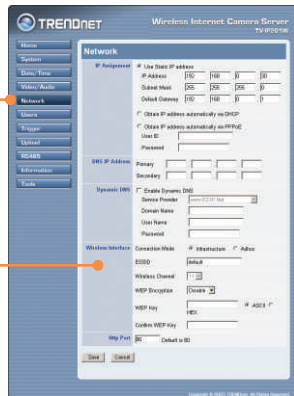 TRENDNET
Wireless Internet Camera Server
TV-IP201W
Home
System
Date/Time
Video/Audio
Network
Users
Trigger
Upload
RS485
Information
Tools
Network
IP Assignment
Use Static IP address
IP Address 192 168 0 30
Subnet Mask 255 255 255 0
Default Gateway 192 168 0 1
Obtain IP address automatically via DHCP
Obtain IP address automatically via PPPoE
User ID
Password
DNS IP Address Primary
Secondary
Dynamic DNS Enable Dynamic DNS
Service Provider
Domain Name
User Name
Password
Wireless Interface Connection Mode Infrastructure Adhoc
ESSID default
Wireless Channel 11
WEP Encryption Disable
WEP Key ASCII
HEX
Confirm WEP Key
Http Port 80 Default is 80
Save Cancel
Copyright © TRENDnet. All Rights Reserved.